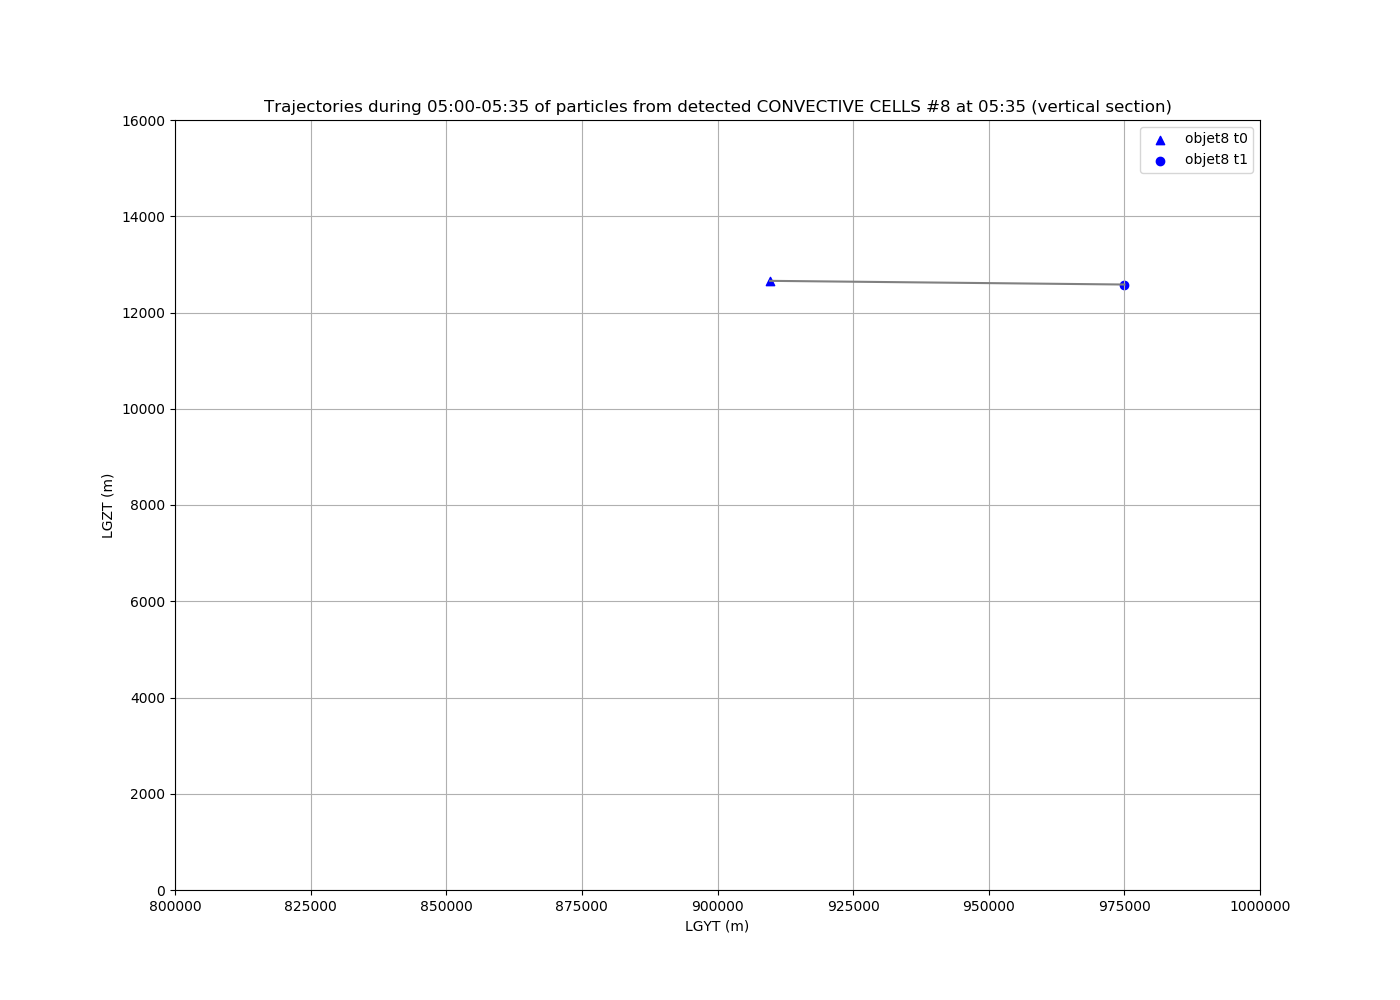 Trajectories during 05:00-05:35 of particles from detected CONVECTIVE CELLS #8 at 05:35 (vertical section)
objet8 t0
objet8 t1
16000
14000
12000
10000
8000
6000
4000
2000
0
LGZT (m)
800000 825000 850000 875000 900000 925000 950000 975000 1000000
LGYT (m)